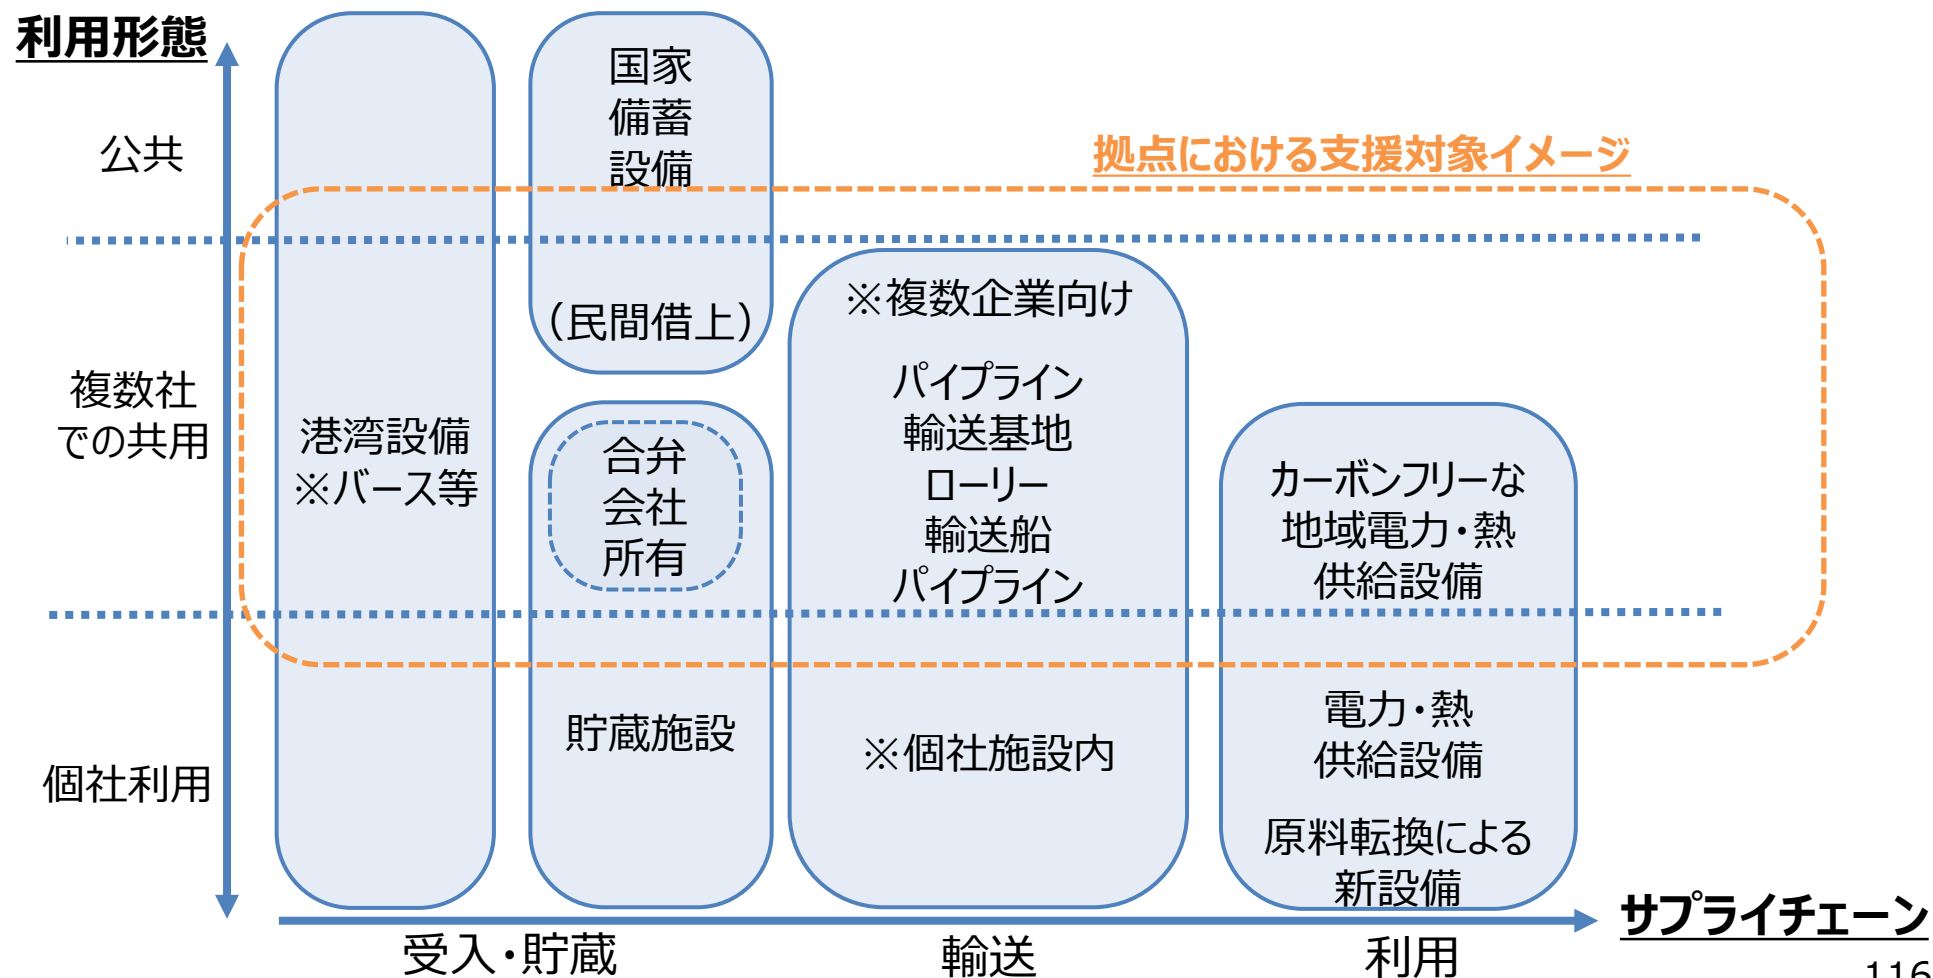 利用形態
公共
複数社
での共用
個社利用
国家
備蓄
設備
（民間借上）
港湾設備
※バース等
合弁
会社
所有
貯蔵施設
拠点における支援対象イメージ
※複数企業向け
パイプライン
輸送基地
ローリー
輸送船
パイプライン
※個社施設内
カーボンフリーな
地域電力・熱
供給設備
電力・熱
供給設備
原料転換による
新設備
サプライチェーン
受入・貯蔵
輸送
利用
116